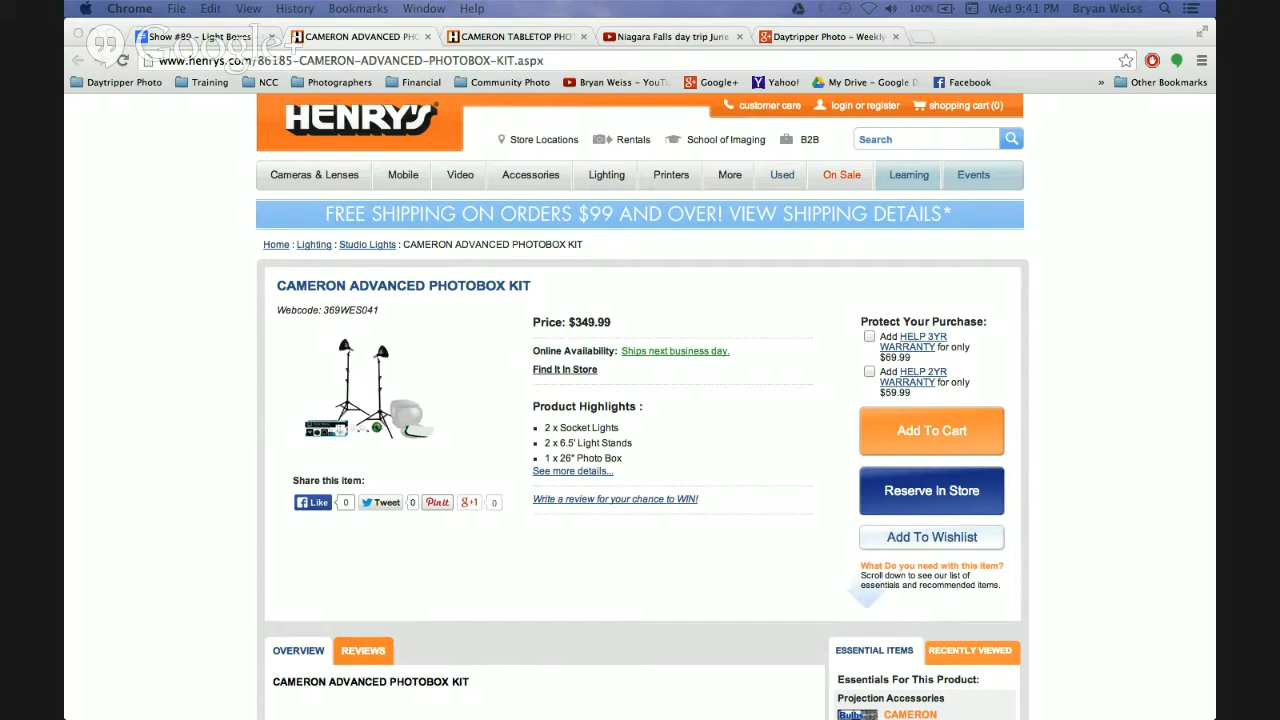 Chrome File Edit View History Bookmarks Window Help 100% Wed 9:41 PM Bryan Weiss
Show #89 – Light Boxes CAMERON ADVANCED PHO CAMERON TABLETOP PHOT Niagara Falls day trip June Daytripper Photo – Weekly
Google+
www.henrys.com/86185-CAMERON-ADVANCED-PHOTOBOX-KIT.aspx
Daytripper Photo Training NCC Photographers Financial Community Photo Bryan Weiss – YouTu Google+ Yahoo! My Drive – Google D Facebook » Other Bookmarks
HENRY'S
customer care login or register shopping cart (0)
Store Locations Rentals School of Imaging B2B Search
Cameras & Lenses Mobile Video Accessories Lighting Printers More Used On Sale Learning Events
FREE SHIPPING ON ORDERS $99 AND OVER! VIEW SHIPPING DETAILS*
Home : Lighting : Studio Lights : CAMERON ADVANCED PHOTOBOX KIT
CAMERON ADVANCED PHOTOBOX KIT
Webcode: 369WES041
Price: $349.99
Online Availability: Ships next business day.
Find It In Store
Product Highlights :
2 x Socket Lights
2 x 6.5' Light Stands
1 x 26" Photo Box
See more details...
Write a review for your chance to WIN!
Share this item:
Like 0 Tweet 0 Pin it g+1 0
Protect Your Purchase:
Add HELP 3YR
WARRANTY for only
$69.99
Add HELP 2YR
WARRANTY for only
$59.99
Add To Cart
Reserve In Store
Add To Wishlist
What Do you need with this item?
Scroll down to see our list of
essentials and recommended items.
OVERVIEW REVIEWS
CAMERON ADVANCED PHOTOBOX KIT
ESSENTIAL ITEMS RECENTLY VIEWED
Essentials For This Product:
Projection Accessories
Bulbs CAMERON